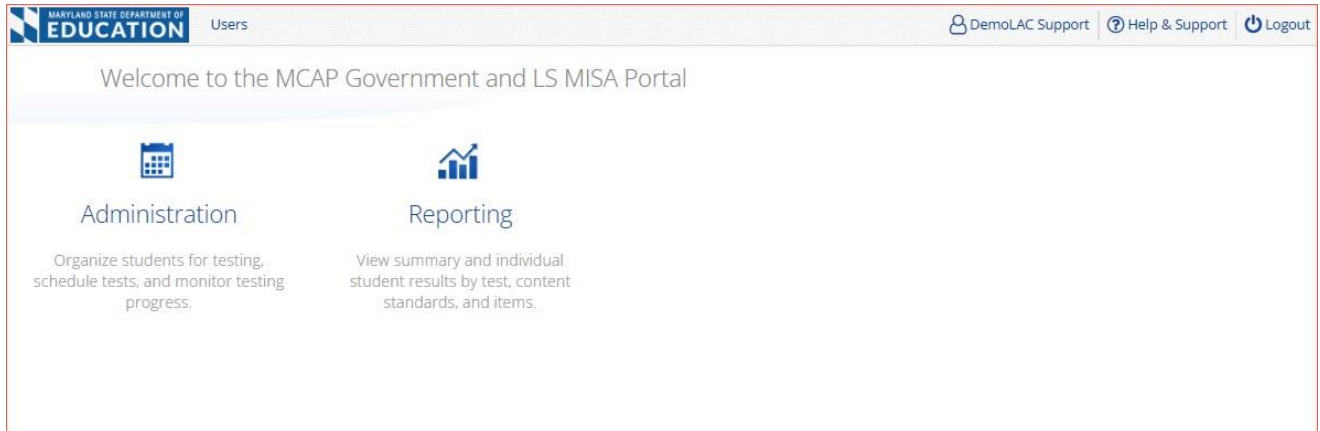 MARYLAND STATE DEPARTMENT OF
EDUCATION
Users
DemoLAC Support
Help & Support
Logout
Welcome to the MCAP Government and LS MISA Portal
Administration
Organize students for testing,
schedule tests, and monitor testing
progress.
Reporting
View summary and individual
student results by test, content
standards, and items.